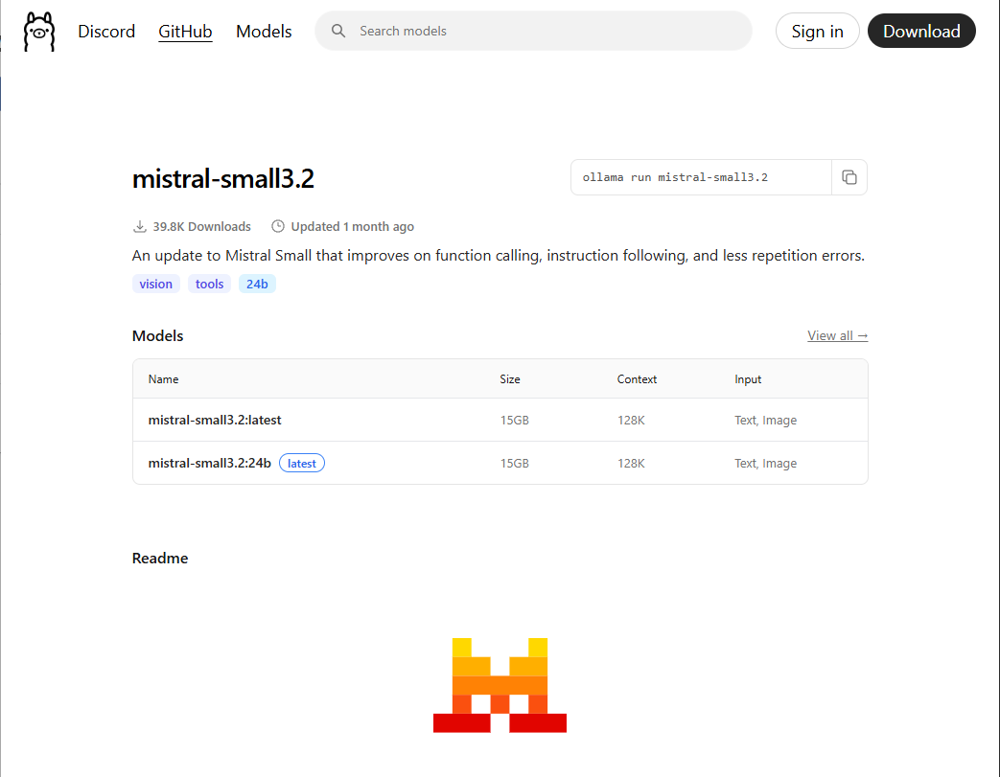 Discord GitHub Models Search models Sign in Download
mistral-small3.2
ollama run mistral-small3.2
39.8K Downloads Updated 1 month ago
An update to Mistral Small that improves on function calling, instruction following, and less repetition errors.
vision tools 24b
Models View all →
Name Size Context Input
mistral-small3.2:latest 15GB 128K Text, Image
mistral-small3.2:24b latest 15GB 128K Text, Image
Readme